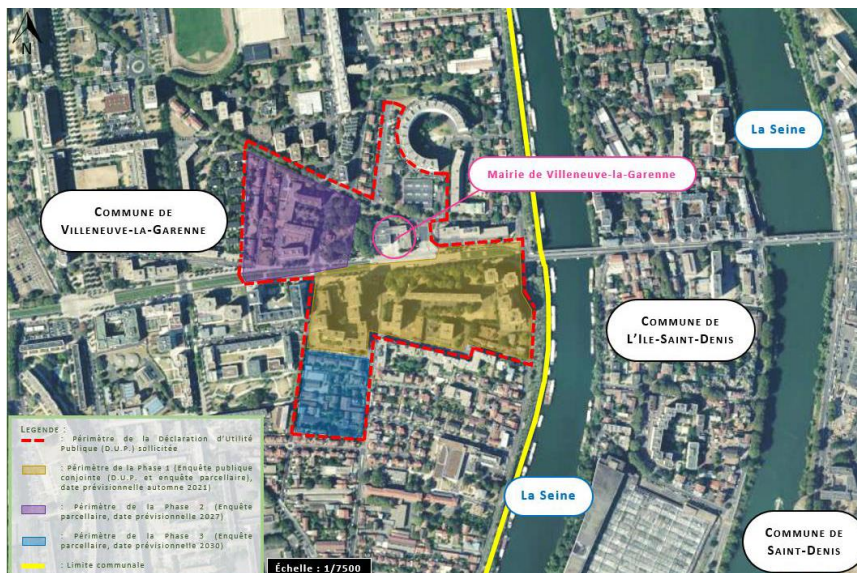 N
La Seine
Mairie de Villeneuve-la-Garenne
COMMUNE DE
VILLENEUVE-LA-GARENNE
COMMUNE DE
L'ILE-SAINT-DENIS
LEGENDE :
: Périmètre de la Déclaration d'Utilité
Publique (D.U.P.) sollicitée
: Périmètre de la Phase 1 (Enquête publique
conjointe (D.U.P. et enquête parcellaire),
date prévisionnelle automne 2021)
: Périmètre de la Phase 2 (Enquête
parcellaire, date prévisionnelle 2027)
: Périmètre de la Phase 3 (Enquête
parcellaire, date prévisionnelle 2030)
: Limite communale
La Seine
COMMUNE DE
SAINT-DENIS
Échelle : 1/7500